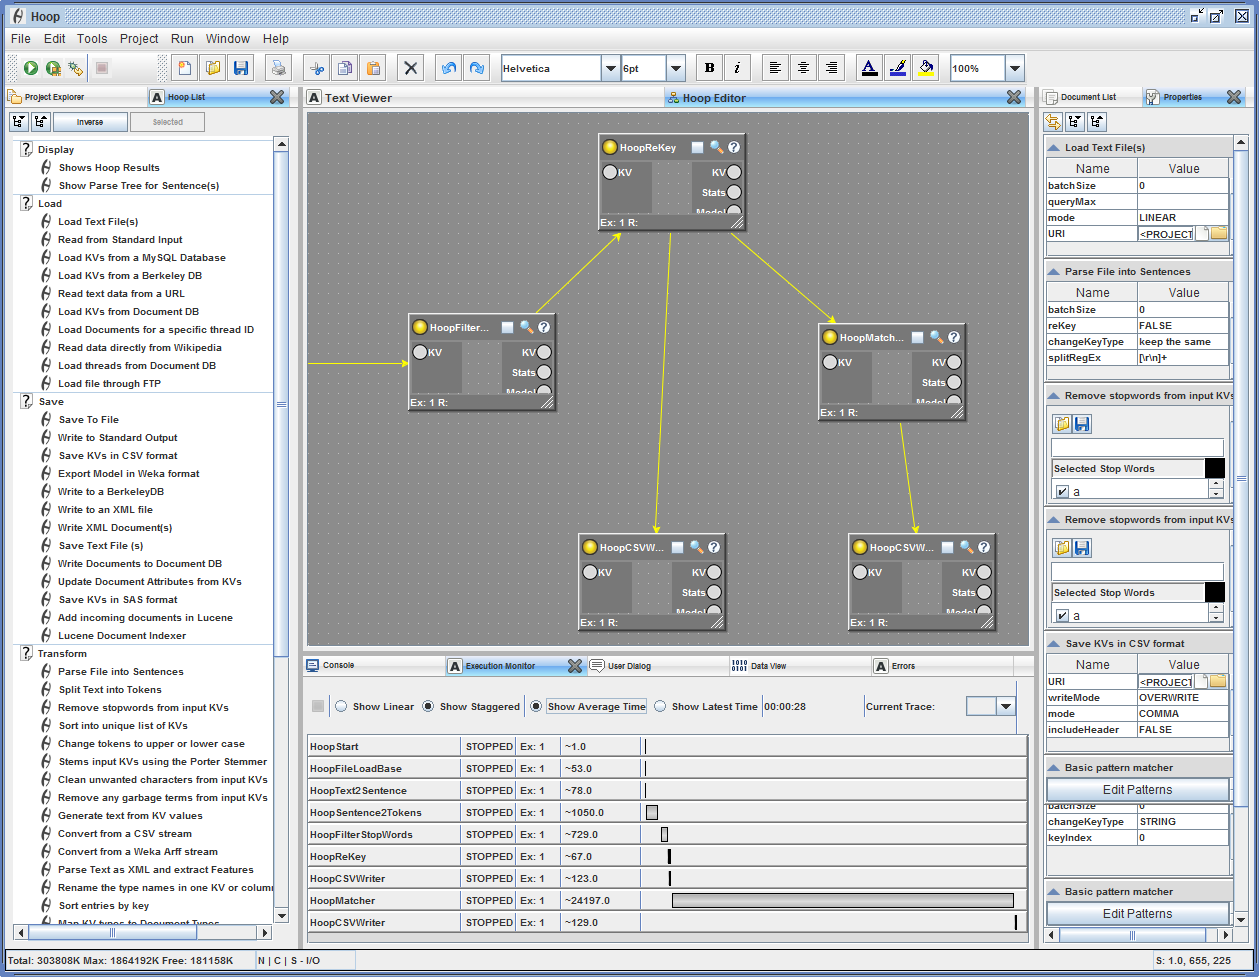 Hoop
File Edit Tools Project Run Window Help
Helvetica 6pt B i A 100%
Project Explorer A Hoop List
Inverse Selected
? Display
Shows Hoop Results
Show Parse Tree for Sentence(s)
? Load
Load Text File(s)
Read from Standard Input
Load KVs from a MySQL Database
Load KVs from a Berkeley DB
Read text data from a URL
Load KVs from Document DB
Load Documents for a specific thread ID
Read data directly from Wikipedia
Load threads from Document DB
Load file through FTP
? Save
Save To File
Write to Standard Output
Save KVs in CSV format
Export Model in Weka format
Write to a BerkeleyDB
Write to an XML file
Write XML Document(s)
Save Text File (s)
Write Documents to Document DB
Update Document Attributes from KVs
Save KVs in SAS format
Add incoming documents in Lucene
Lucene Document Indexer
? Transform
Parse File into Sentences
Split Text into Tokens
Remove stopwords from input KVs
Sort into unique list of KVs
Change tokens to upper or lower case
Stems input KVs using the Porter Stemmer
Clean unwanted characters from input KVs
Remove any garbage terms from input KVs
Generate text from KV values
Convert from a CSV stream
Convert from a Weka Arff stream
Parse Text as XML and extract Features
Rename the type names in one KV or colum
Sort entries by key
Map KV types to Document Types
A Text Viewer Hoop Editor
HoopReKey ?
KV KV
Stats
Model
Ex: 1 R:
HoopFilter... ?
KV KV
Stats
Model
Ex: 1 R:
HoopMatch... ?
KV KV
Stats
Model
Ex: 1 R:
HoopCSVW... ?
KV KV
Stats
Model
Ex: 1 R:
HoopCSVW... ?
KV KV
Stats
Model
Ex: 1 R:
Console A Execution Monitor User Dialog 1010 0101 Data View A Errors
Show Linear Show Staggered Show Average Time Show Latest Time 00:00:28 Current Trace:
HoopStart STOPPED Ex: 1 ~1.0
HoopFileLoadBase STOPPED Ex: 1 ~53.0
HoopText2Sentence STOPPED Ex: 1 ~78.0
HoopSentence2Tokens STOPPED Ex: 1 ~1050.0
HoopFilterStopWords STOPPED Ex: 1 ~729.0
HoopReKey STOPPED Ex: 1 ~67.0
HoopCSVWriter STOPPED Ex: 1 ~123.0
HoopMatcher STOPPED Ex: 1 ~24197.0
HoopCSVWriter STOPPED Ex: 1 ~129.0
Document List Properties
Load Text File(s)
Name Value
batchSize 0
queryMax
mode LINEAR
URI <PROJECT
Parse File into Sentences
Name Value
batchSize 0
reKey FALSE
changeKeyType keep the same
splitRegEx [\r\n]+
Remove stopwords from input KVs
Selected Stop Words
a
Remove stopwords from input KVs
Selected Stop Words
a
Save KVs in CSV format
Name Value
URI <PROJECT
writeMode OVERWRITE
mode COMMA
includeHeader FALSE
Basic pattern matcher
Edit Patterns
batchSize 0
changeKeyType STRING
keyIndex 0
Basic pattern matcher
Edit Patterns
Total: 303808K Max: 1864192K Free: 181158K N | C | S - I/O S: 1.0, 655, 225